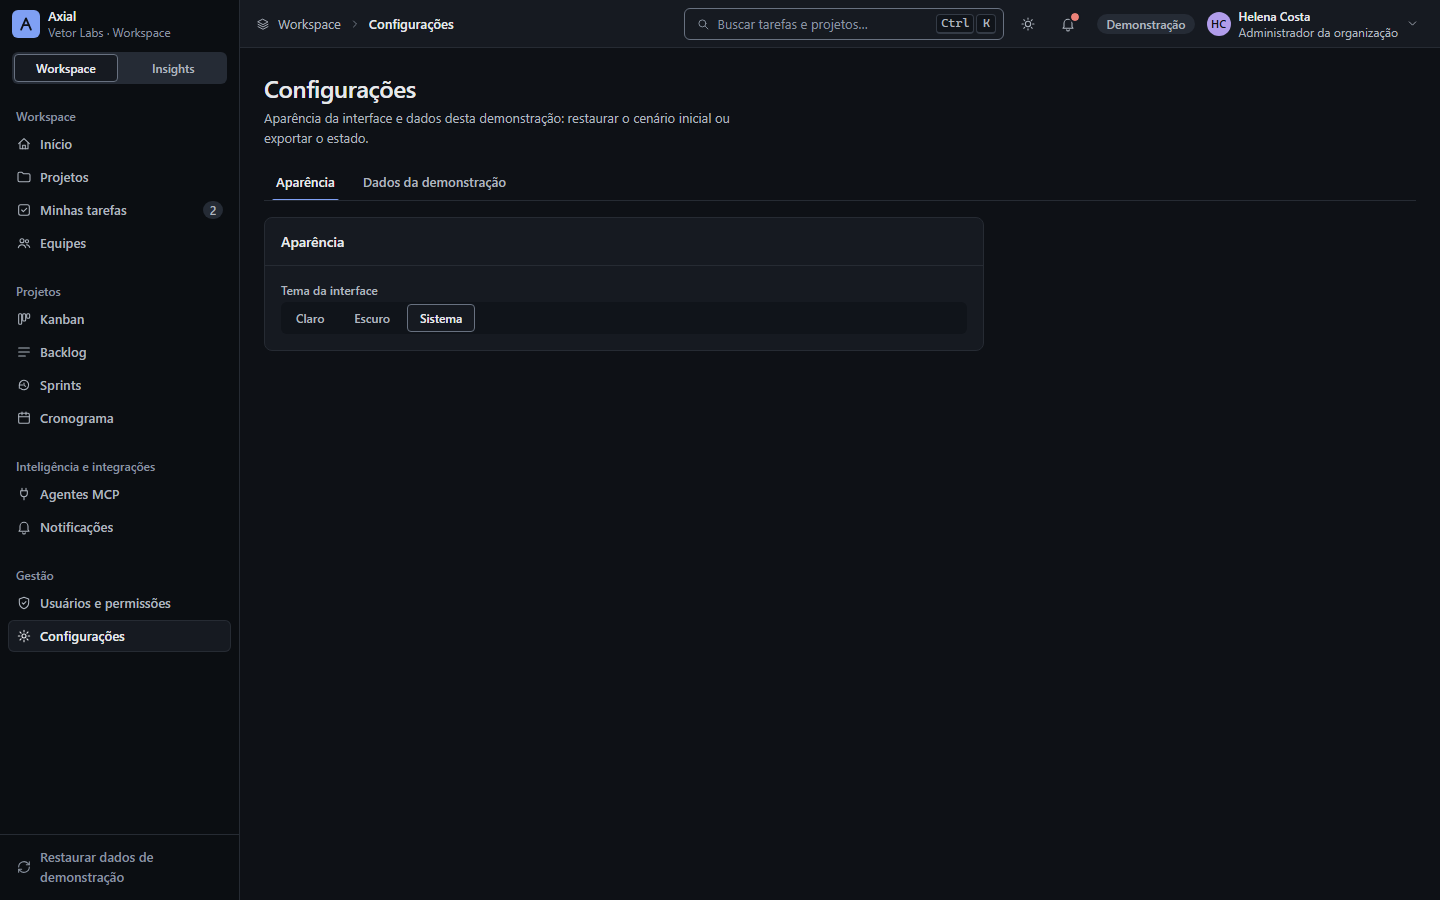 Axial
Vetor Labs · Workspace
Workspace
Insights
Workspace
Início
Projetos
Minhas tarefas
2
Equipes
Projetos
Kanban
Backlog
Sprints
Cronograma
Inteligência e integrações
Agentes MCP
Notificações
Gestão
Usuários e permissões
Configurações
Restaurar dados de
demonstração
Workspace
Configurações
Buscar tarefas e projetos...
Ctrl K
Demonstração
HC
Helena Costa
Administrador da organização
Configurações
Aparência da interface e dados desta demonstração: restaurar o cenário inicial ou
exportar o estado.
Aparência
Dados da demonstração
Aparência
Tema da interface
Claro
Escuro
Sistema